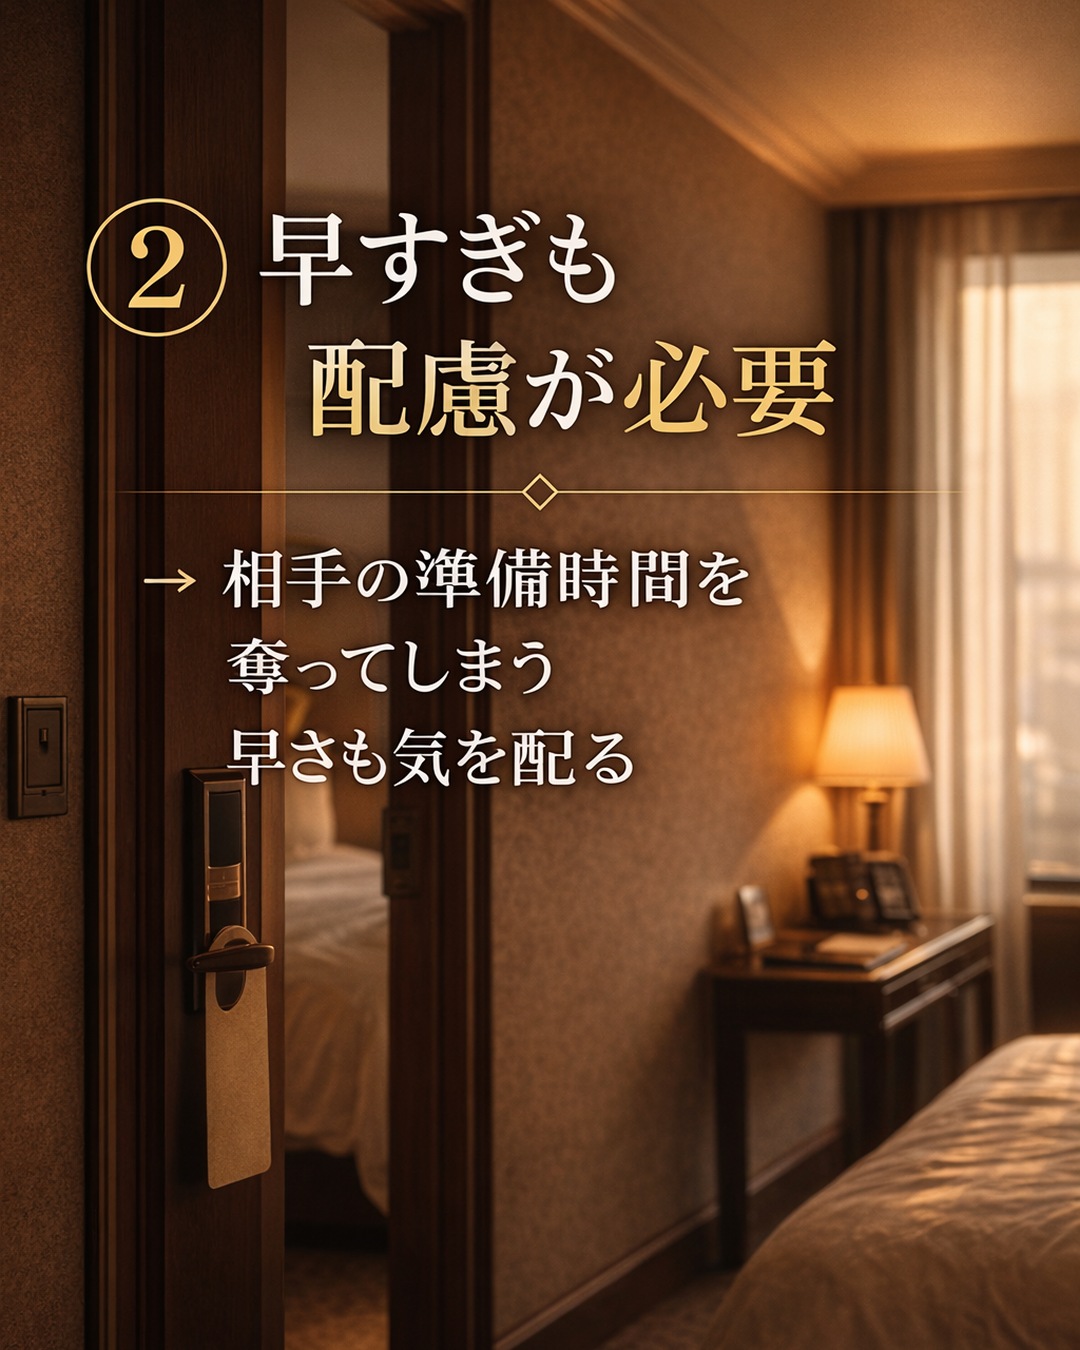 ② 早すぎも
配慮が必要
→ 相手の準備時間を
奪ってしまう
早さも気を配る